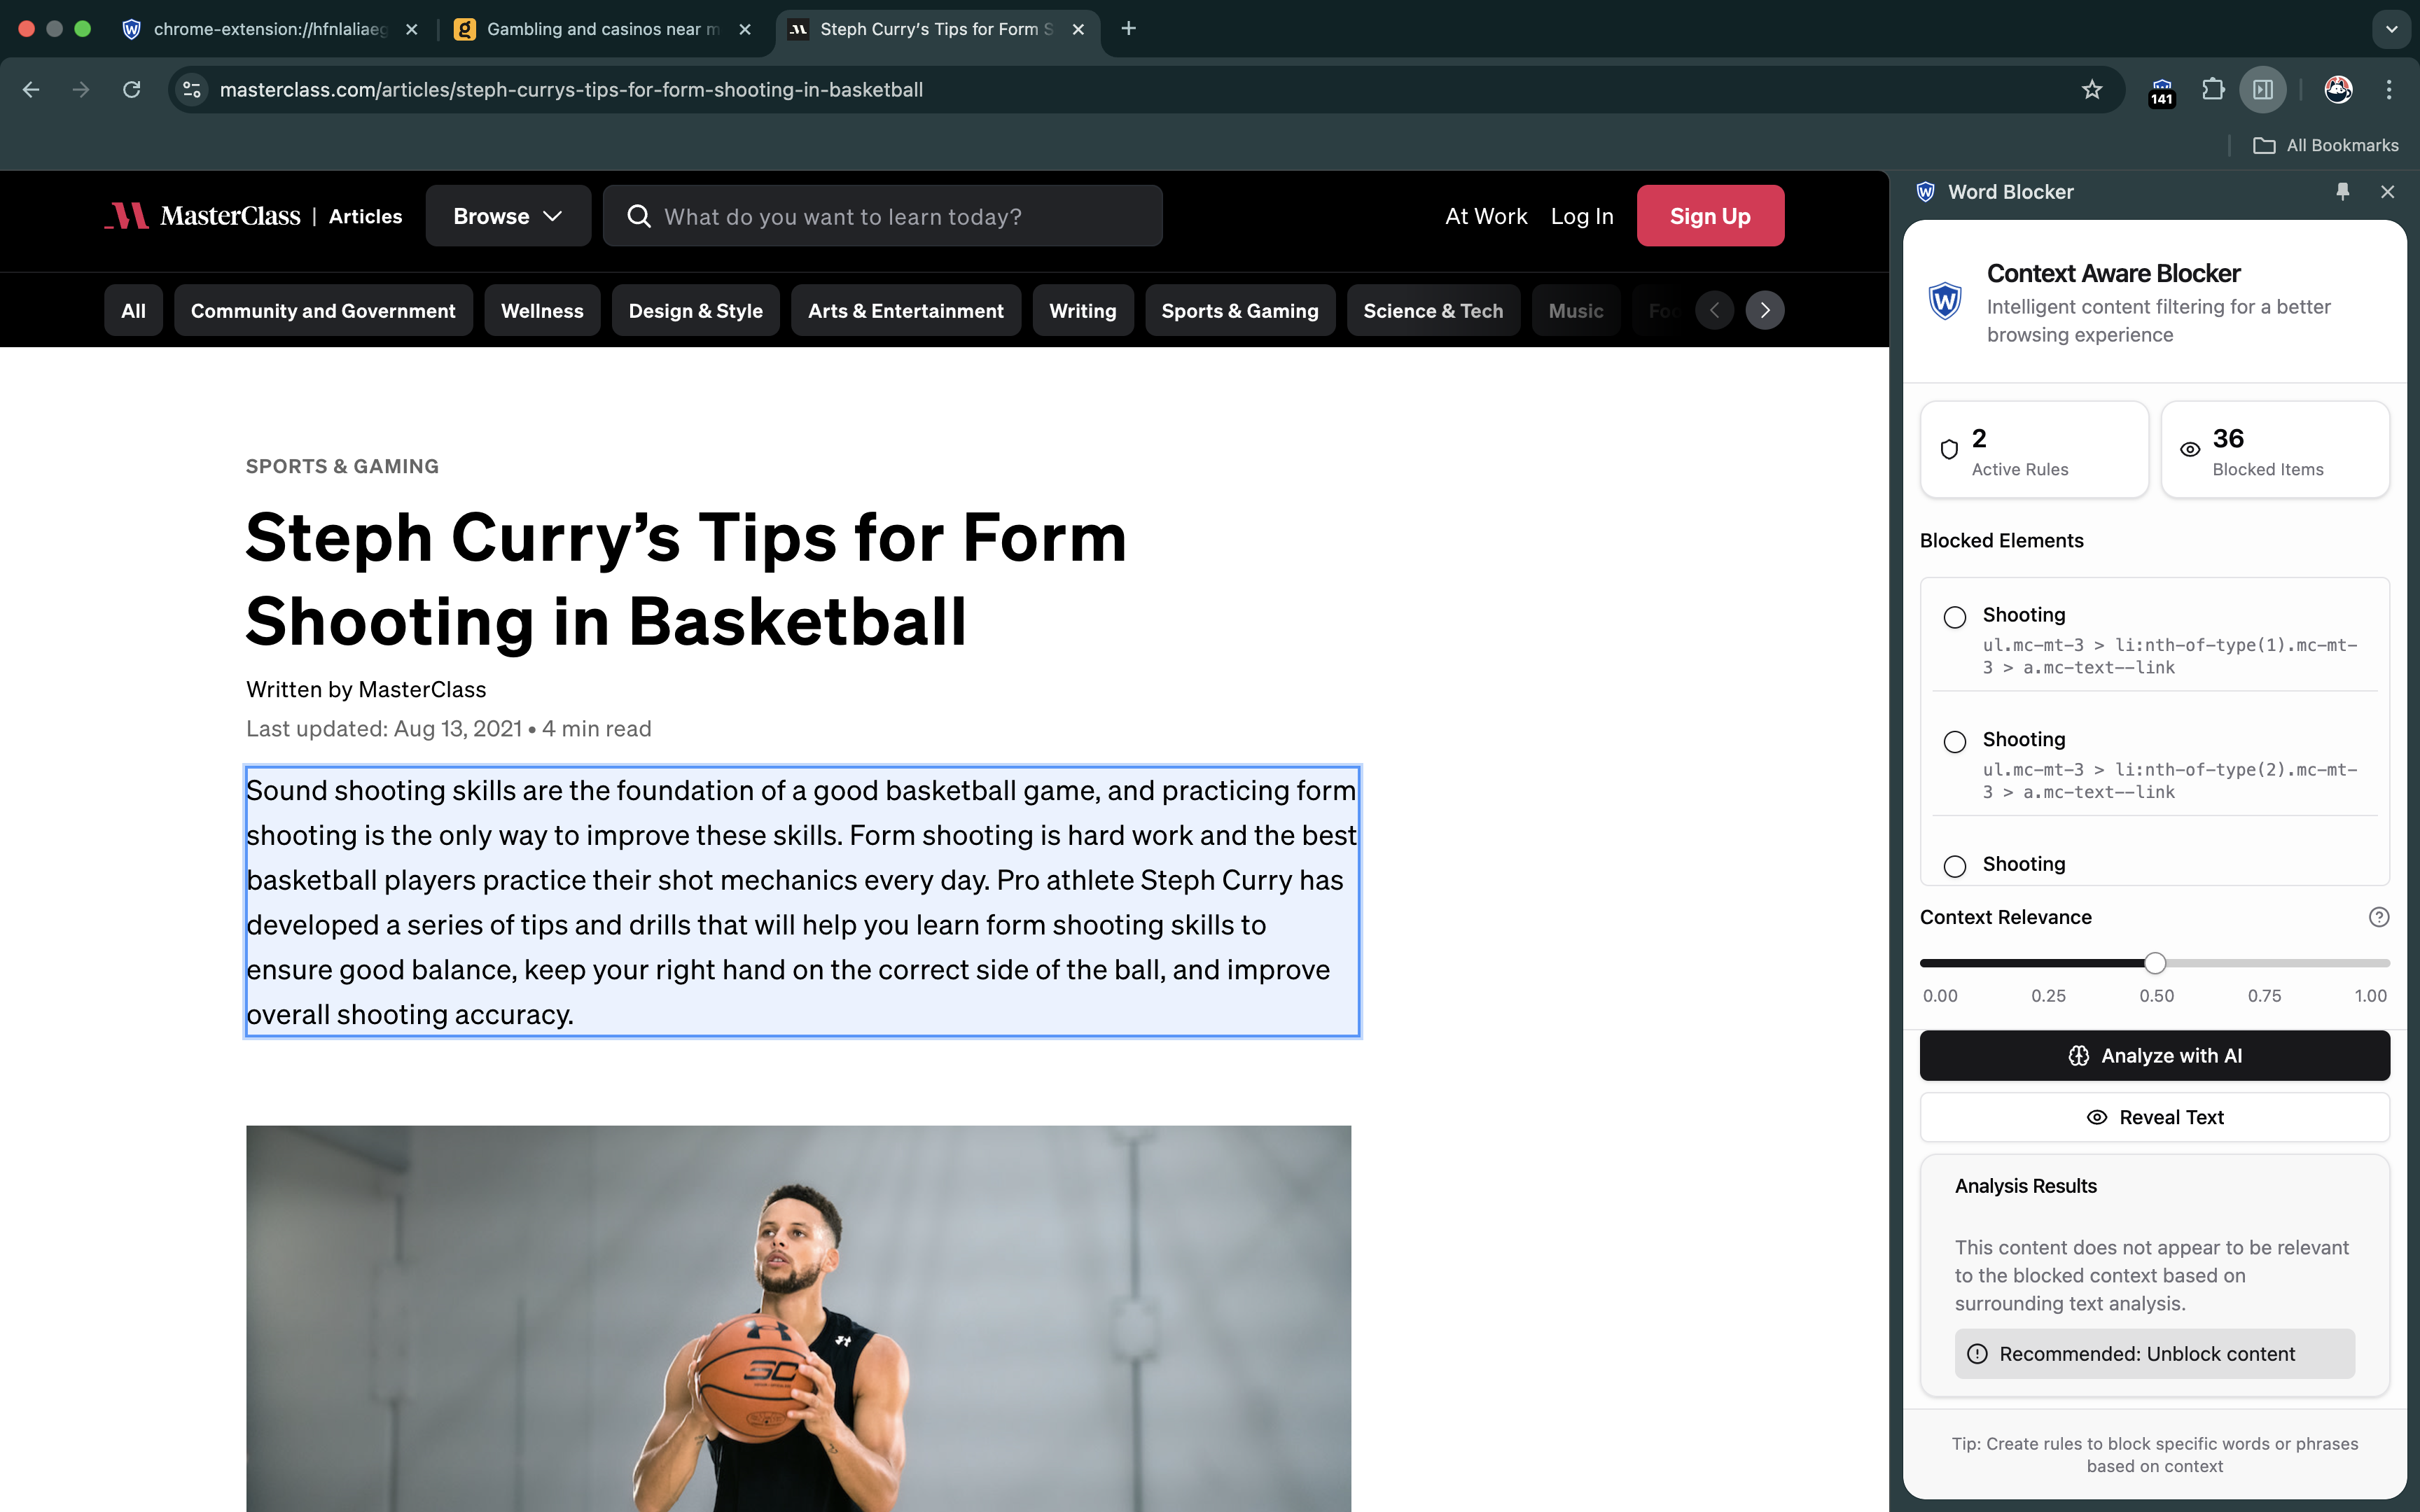 chrome-extension://hfnlaliaeg
Gambling and casinos near m
Steph Curry's Tips for Form S
masterclass.com/articles/steph-currys-tips-for-form-shooting-in-basketball
141
All Bookmarks
MasterClass | Articles
Browse
What do you want to learn today?
At Work
Log In
Sign Up
All
Community and Government
Wellness
Design & Style
Arts & Entertainment
Writing
Sports & Gaming
Science & Tech
Music
Foo
SPORTS & GAMING
Steph Curry’s Tips for Form
Shooting in Basketball
Written by MasterClass
Last updated: Aug 13, 2021 • 4 min read
Sound shooting skills are the foundation of a good basketball game, and practicing form
shooting is the only way to improve these skills. Form shooting is hard work and the best
basketball players practice their shot mechanics every day. Pro athlete Steph Curry has
developed a series of tips and drills that will help you learn form shooting skills to
ensure good balance, keep your right hand on the correct side of the ball, and improve
overall shooting accuracy.
SC
Word Blocker
Context Aware Blocker
Intelligent content filtering for a better
browsing experience
2
Active Rules
36
Blocked Items
Blocked Elements
Shooting
ul.mc-mt-3 > li:nth-of-type(1).mc-mt-
3 > a.mc-text--link
Shooting
ul.mc-mt-3 > li:nth-of-type(2).mc-mt-
3 > a.mc-text--link
Shooting
Context Relevance
0.00 0.25 0.50 0.75 1.00
Analyze with AI
Reveal Text
Analysis Results
This content does not appear to be relevant
to the blocked context based on
surrounding text analysis.
Recommended: Unblock content
Tip: Create rules to block specific words or phrases
based on context